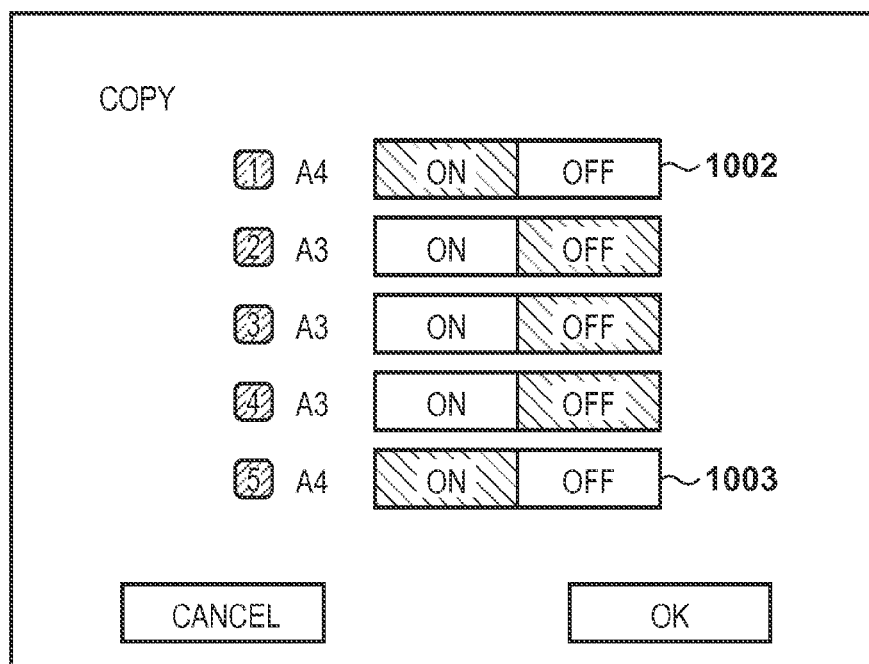 COPY
1 A4 ON OFF 1002
2 A3 ON OFF
3 A3 ON OFF
4 A3 ON OFF
5 A4 ON OFF 1003
CANCEL OK